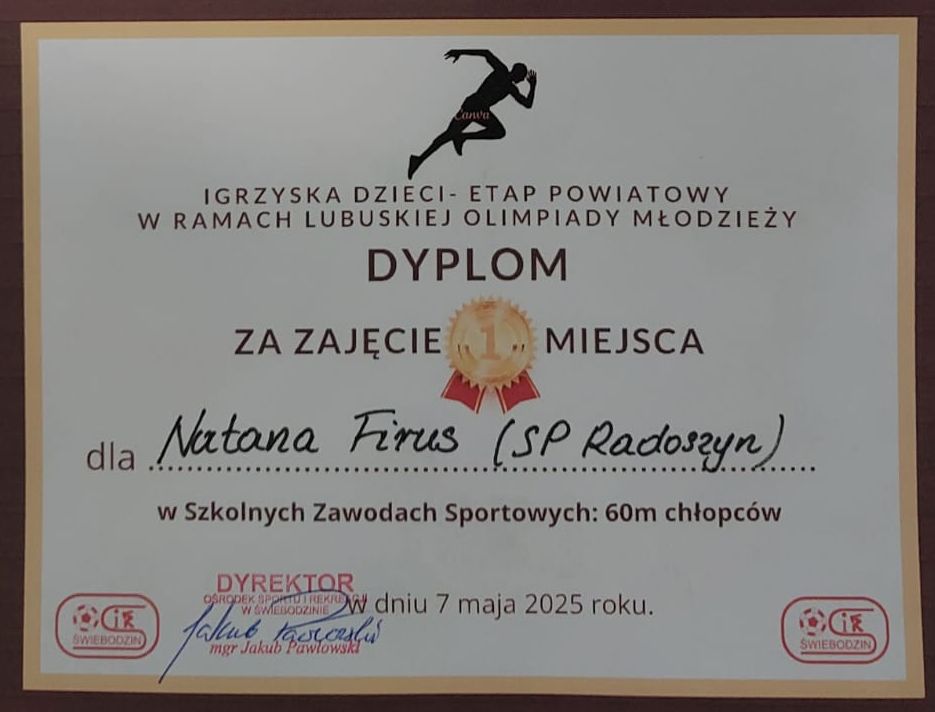 Canva
IGRZYSKA DZIECI- ETAP POWIATOWY
W RAMACH LUBUSKIEJ OLIMPIADY MŁODZIEŻY
DYPLOM
ZA ZAJĘCIE „1” MIEJSCA
dla Natana Firus (SP Radoszyn)
w Szkolnych Zawodach Sportowych: 60m chłopców
DYREKTOR
OŚRODEK SPORTU I REKREACJI
W ŚWIEBODZINIE
w dniu 7 maja 2025 roku.
Jakub Pawłowski
mgr Jakub Pawłowski
OSiR
ŚWIEBODZIN
OSiR
ŚWIEBODZIN